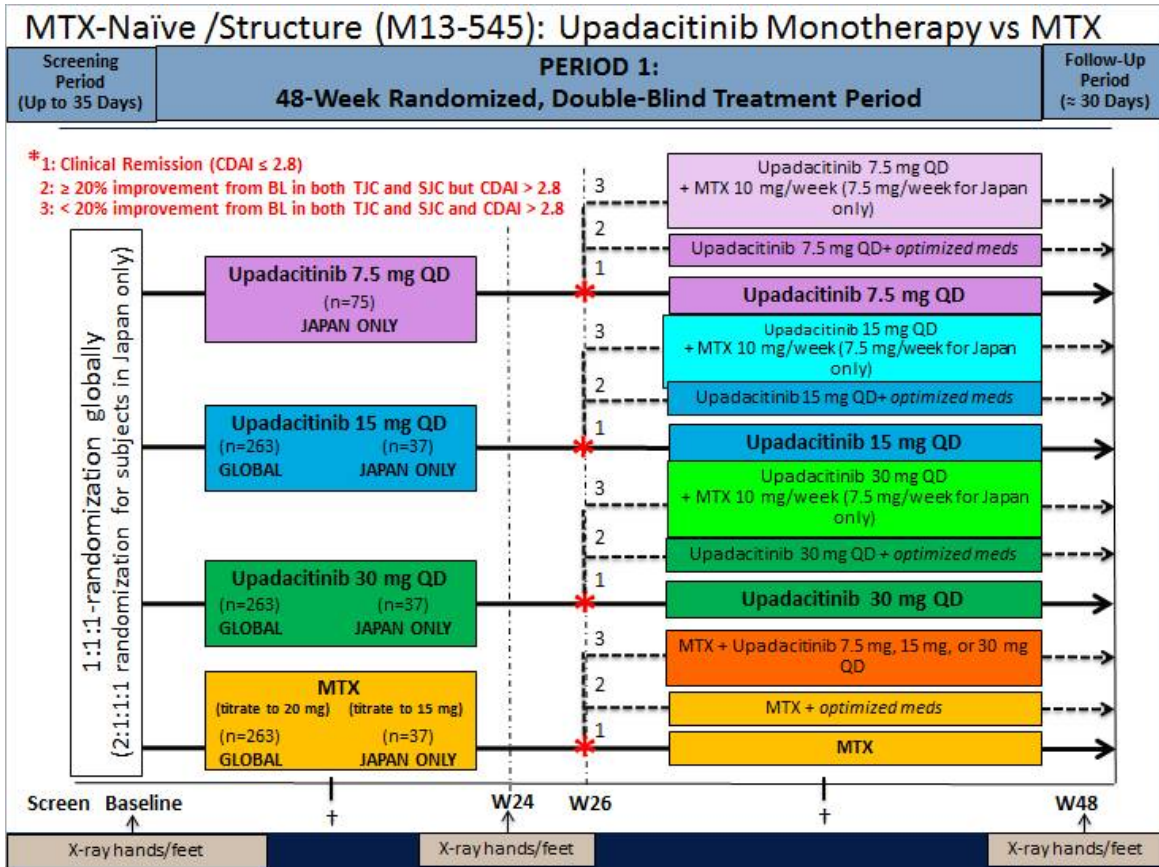 MTX-Naïve /Structure (M13-545): Upadacitinib Monotherapy vs MTX
Screening
Period
(Up to 35 Days)
PERIOD 1:
48-Week Randomized, Double-Blind Treatment Period
Follow-Up
Period
(≈ 30 Days)
*1: Clinical Remission (CDAI ≤ 2.8)
2: ≥ 20% improvement from BL in both TJC and SJC but CDAI > 2.8
3: < 20% improvement from BL in both TJC and SJC and CDAI > 2.8
1:1:1-randomization globally
(2:1:1:1 randomization for subjects in Japan only)
Upadacitinib 7.5 mg QD
(n=75)
JAPAN ONLY
*
3
2
1
Upadacitinib 7.5 mg QD
+ MTX 10 mg/week (7.5 mg/week for Japan
only)
Upadacitinib 7.5 mg QD+ optimized meds
Upadacitinib 7.5 mg QD
Upadacitinib 15 mg QD
(n=263) (n=37)
GLOBAL JAPAN ONLY
*
3
2
1
Upadacitinib 15 mg QD
+ MTX 10 mg/week (7.5 mg/week for Japan
only)
Upadacitinib 15 mg QD+ optimized meds
Upadacitinib 15 mg QD
Upadacitinib 30 mg QD
(n=263) (n=37)
GLOBAL JAPAN ONLY
*
3
2
1
Upadacitinib 30 mg QD
+ MTX 10 mg/week (7.5 mg/week for Japan
only)
Upadacitinib 30 mg QD + optimized meds
Upadacitinib 30 mg QD
MTX
(titrate to 20 mg) (titrate to 15 mg)
(n=263) (n=37)
GLOBAL JAPAN ONLY
*
3
2
1
MTX + Upadacitinib 7.5 mg, 15 mg, or 30 mg
QD
MTX + optimized meds
MTX
Screen Baseline † W24 W26 † W48
X-ray hands/feet X-ray hands/feet X-ray hands/feet